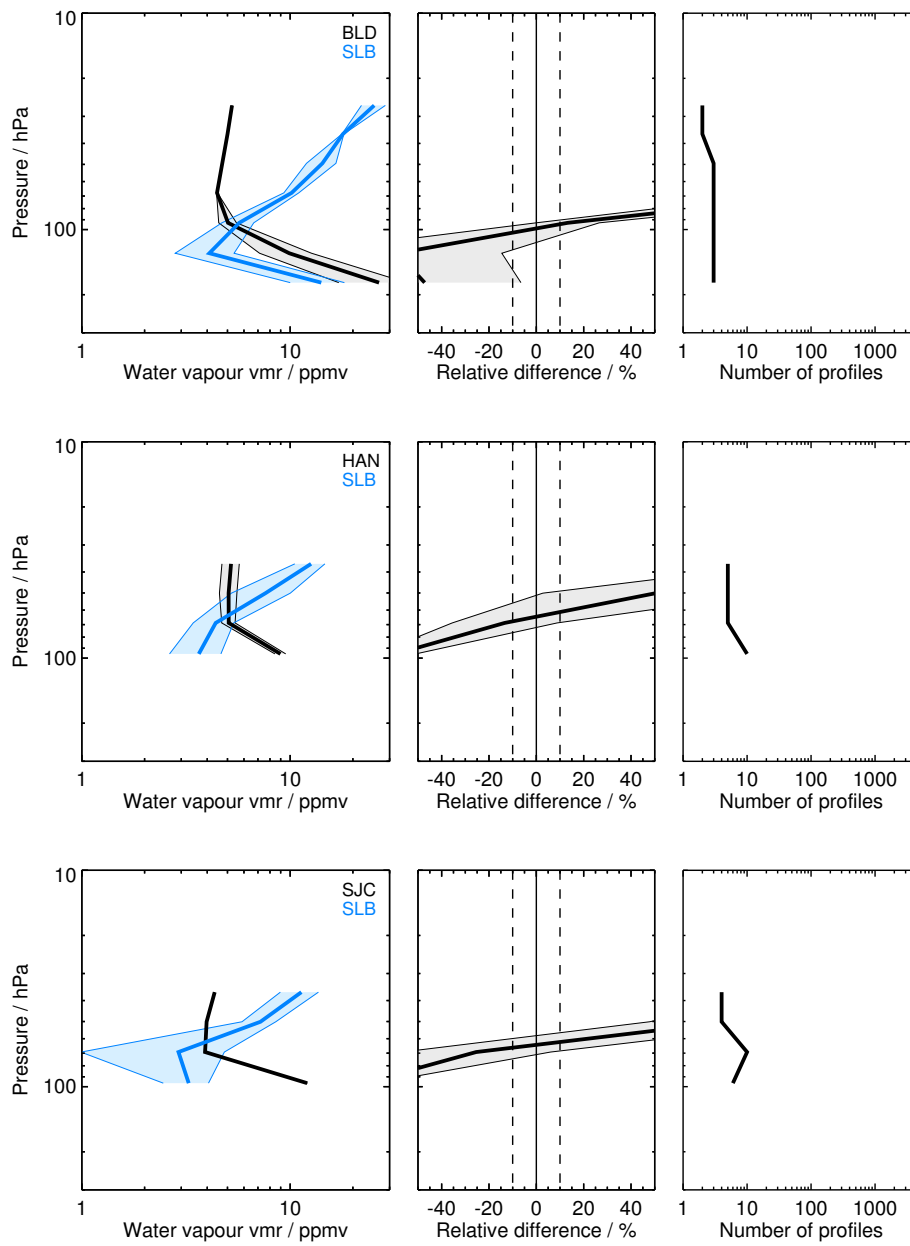 10
BLD
SLB
Pressure / hPa
100
1 10
-40 -20 0 20 40
1 10 100 1000
Water vapour vmr / ppmv
Relative difference / %
Number of profiles
10
HAN
SLB
Pressure / hPa
100
1 10
-40 -20 0 20 40
1 10 100 1000
Water vapour vmr / ppmv
Relative difference / %
Number of profiles
10
SJC
SLB
Pressure / hPa
100
1 10
-40 -20 0 20 40
1 10 100 1000
Water vapour vmr / ppmv
Relative difference / %
Number of profiles